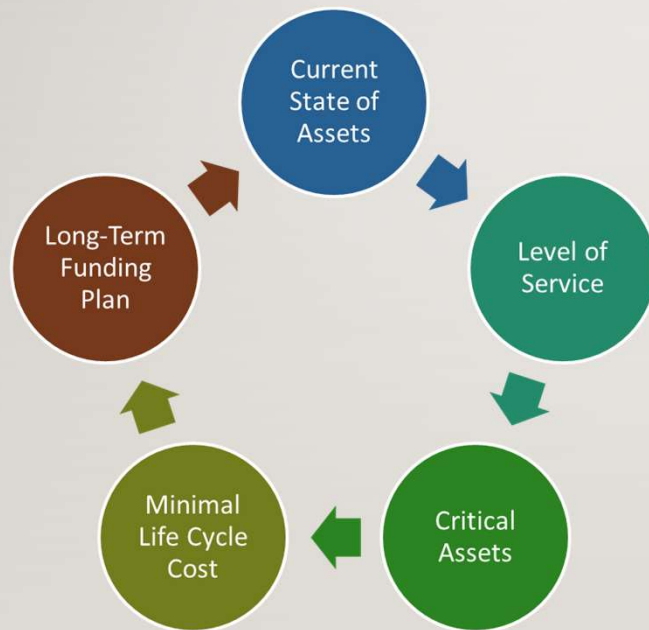 Current
State of
Assets
Level of
Service
Critical
Assets
Minimal
Life Cycle
Cost
Long-Term
Funding
Plan